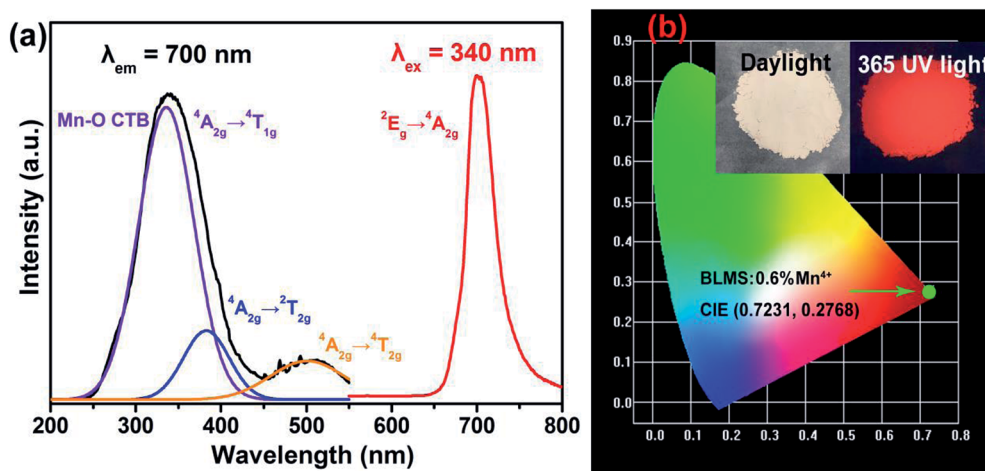 (a)
λem = 700 nm
λex = 340 nm
Mn-O CTB
⁴A₂g→⁴T₁g
²Eg→⁴A₂g
⁴A₂g→²T₂g
⁴A₂g→⁴T₂g
Intensity (a.u.)
200 300 400 500 600 700 800
Wavelength (nm)
(b)
Daylight
365 UV light
0.9
0.8
0.7
0.6
0.5
0.4
0.3
0.2
0.1
0.0
BLMS:0.6%Mn⁴⁺
CIE (0.7231, 0.2768)
0.0 0.1 0.2 0.3 0.4 0.5 0.6 0.7 0.8